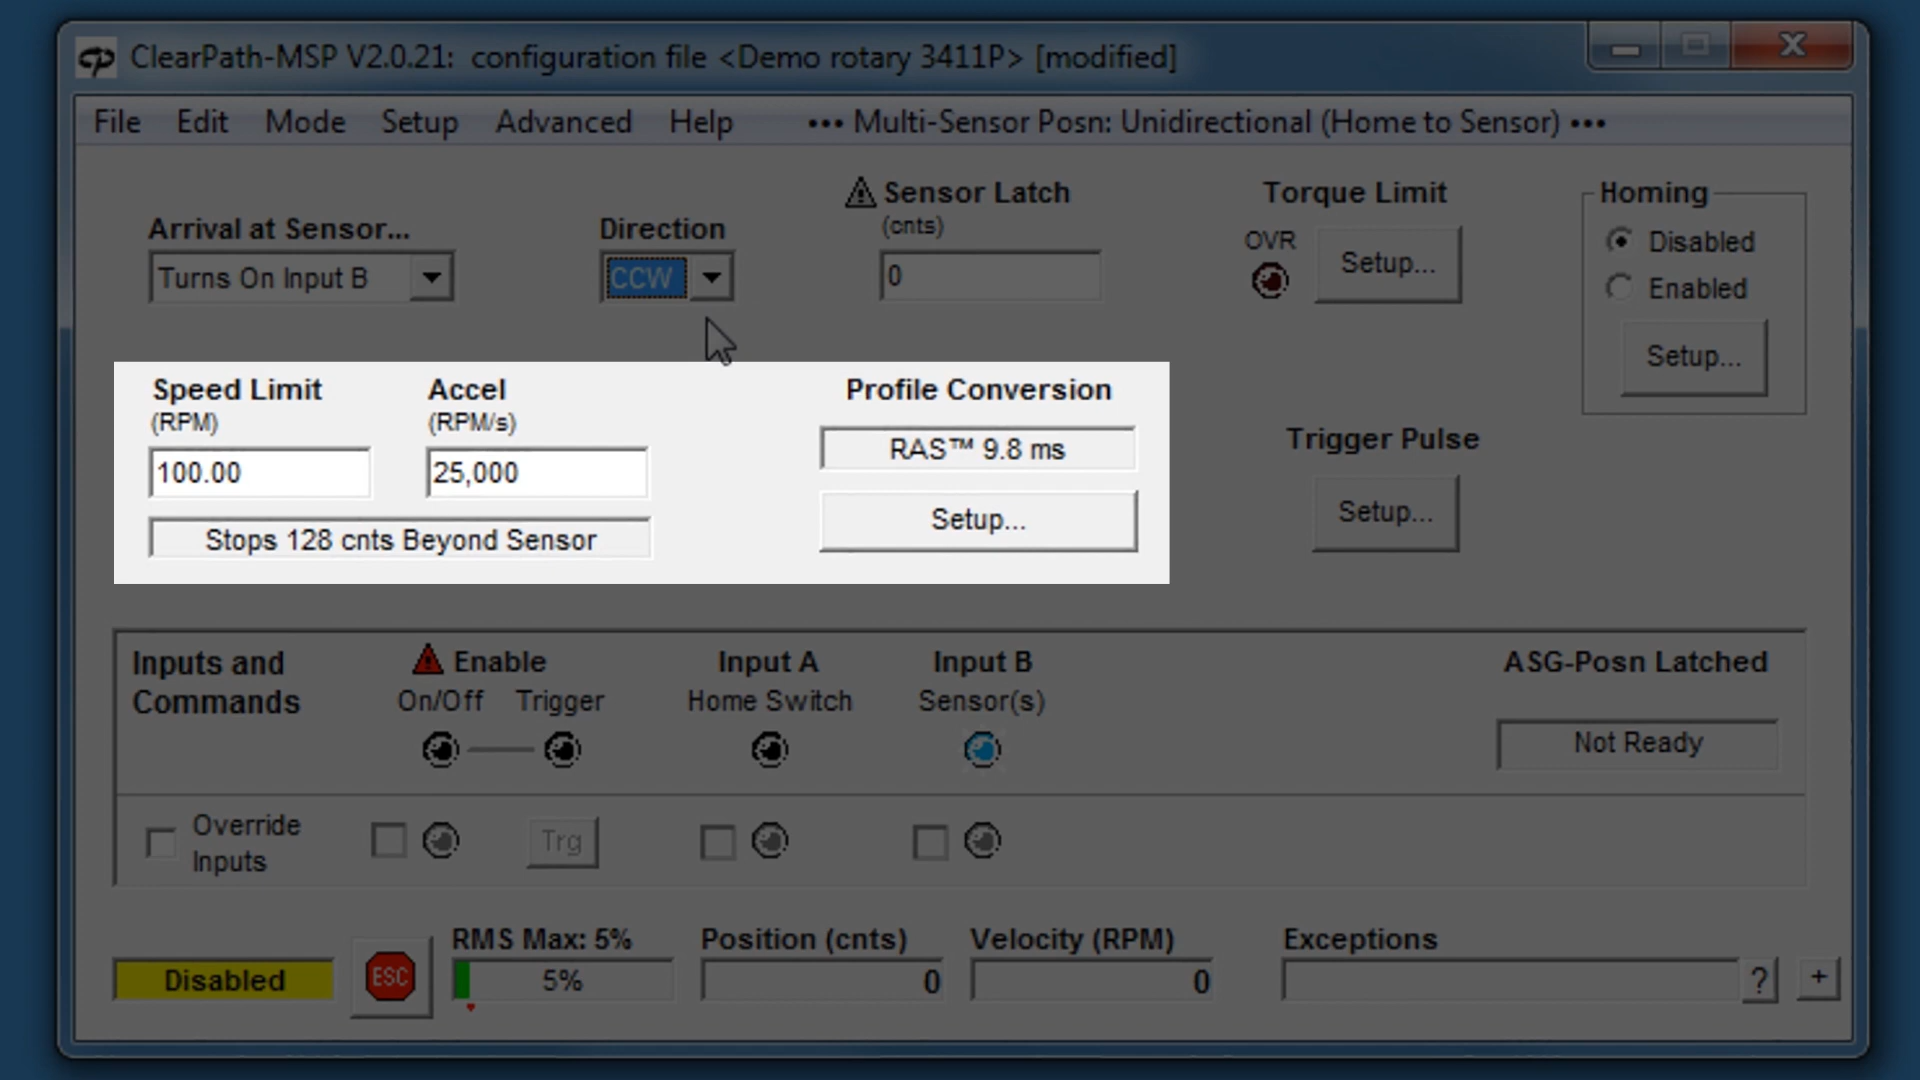 ClearPath-MSP V2.0.21: configuration file <Demo rotary 3411P> [modified]
File Edit Mode Setup Advanced Help ••• Multi-Sensor Posn: Unidirectional (Home to Sensor) •••
Arrival at Sensor...
Turns On Input B
Direction
CCW
Sensor Latch
(cnts)
0
Torque Limit
OVR
Setup...
Homing
Disabled
Enabled
Setup...
Speed Limit
(RPM)
100.00
Accel
(RPM/s)
25,000
Stops 128 cnts Beyond Sensor
Profile Conversion
RAS™ 9.8 ms
Setup...
Trigger Pulse
Setup...
Inputs and
Commands
Enable
On/Off Trigger
Input A
Home Switch
Input B
Sensor(s)
ASG-Posn Latched
Not Ready
Override
Inputs
Trg
Disabled
ESC
RMS Max: 5%
5%
Position (cnts)
0
Velocity (RPM)
0
Exceptions
?
+